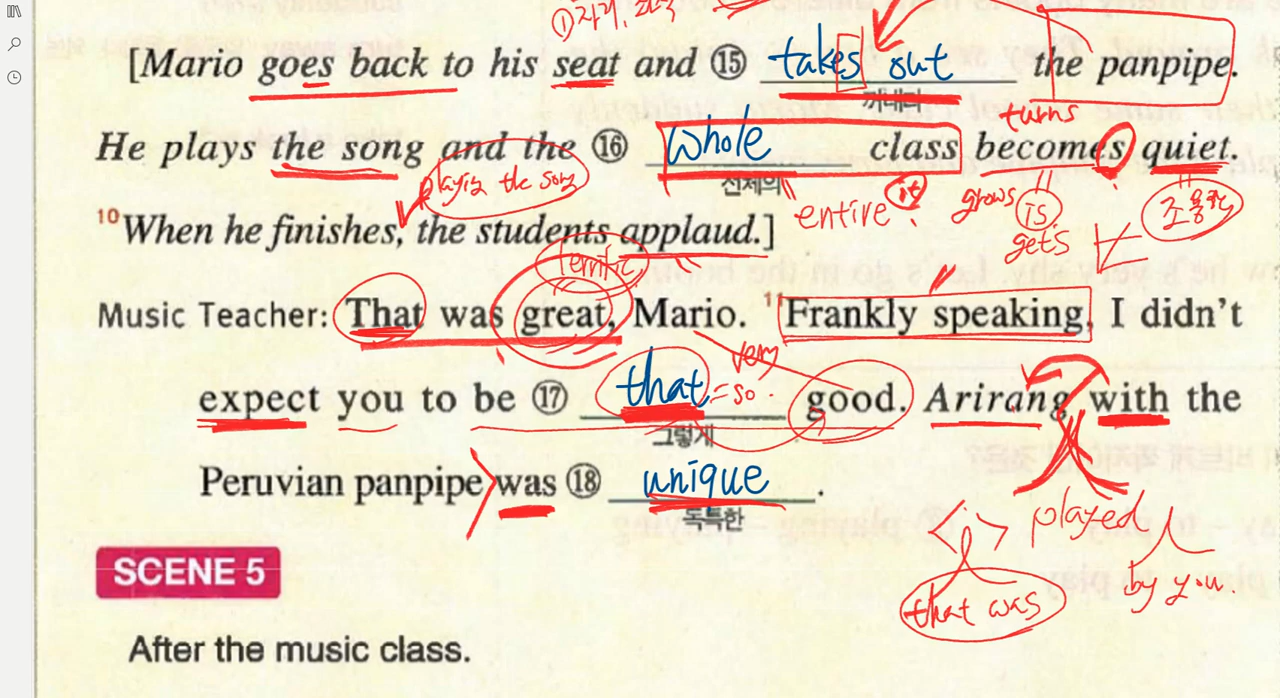 ① 자리,
[Mario goes back to his seat and ⑮ takes out the panpipe.
꺼내다
turns
He plays the song and the ⑯ whole class becomes quiet.
전체의
playing the song
entire
it
grows is
gets
조용한
10 When he finishes, the students applaud.]
terrific
Music Teacher: That was great, Mario. 11 Frankly speaking, I didn't
very
expect you to be ⑰ that = so good. Arirang with the
그렇게
Peruvian panpipe was ⑱ unique.
독특한
played
by you.
that was
SCENE 5
After the music class.